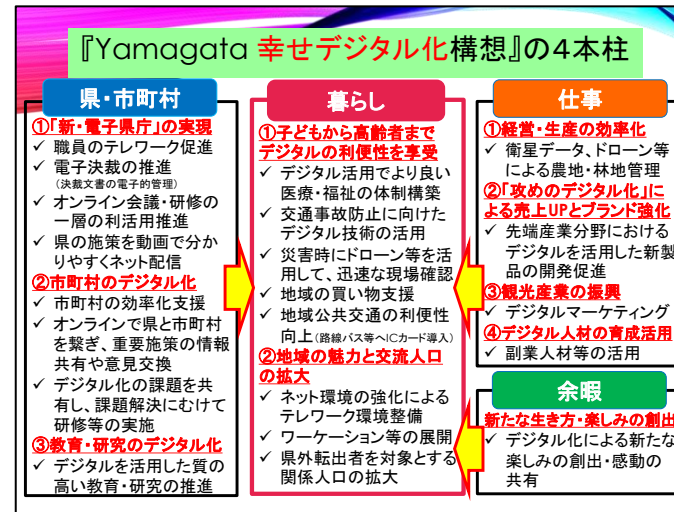 『Yamagata 幸せデジタル化構想』の4本柱
県・市町村
①「新・電子県庁」の実現
✓ 職員のテレワーク促進
✓ 電子決裁の推進
(決裁文書の電子的管理)
✓ オンライン会議・研修の
一層の利活用推進
✓ 県の施策を動画で分か
りやすくネット配信
②市町村のデジタル化
✓ 市町村の効率化支援
✓ オンラインで県と市町村
を繋ぎ、重要施策の情報
共有や意見交換
✓ デジタル化の課題を共
有し、課題解決にむけて
研修等の実施
③教育・研究のデジタル化
✓ デジタルを活用した質の
高い教育・研究の推進
暮らし
①子どもから高齢者まで
デジタルの利便性を享受
✓ デジタル活用でより良い
医療・福祉の体制構築
✓ 交通事故防止に向けた
デジタル技術の活用
✓ 災害時にドローン等を活
用して、迅速な現場確認
✓ 地域の買い物支援
✓ 地域公共交通の利便性
向上(路線バス等へICカード導入)
②地域の魅力と交流人口
の拡大
✓ ネット環境の強化による
テレワーク環境整備
✓ ワーケーション等の展開
✓ 県外転出者を対象とする
関係人口の拡大
仕事
①経営・生産の効率化
✓ 衛星データ、ドローン等
による農地・林地管理
②「攻めのデジタル化」に
よる売上UPとブランド強化
✓ 先端産業分野における
デジタルを活用した新製
品の開発促進
③観光産業の振興
✓ デジタルマーケティング
④デジタル人材の育成活用
✓ 副業人材等の活用
余暇
新たな生き方・楽しみの創出
✓ デジタル化による新たな
楽しみの創出・感動の
共有